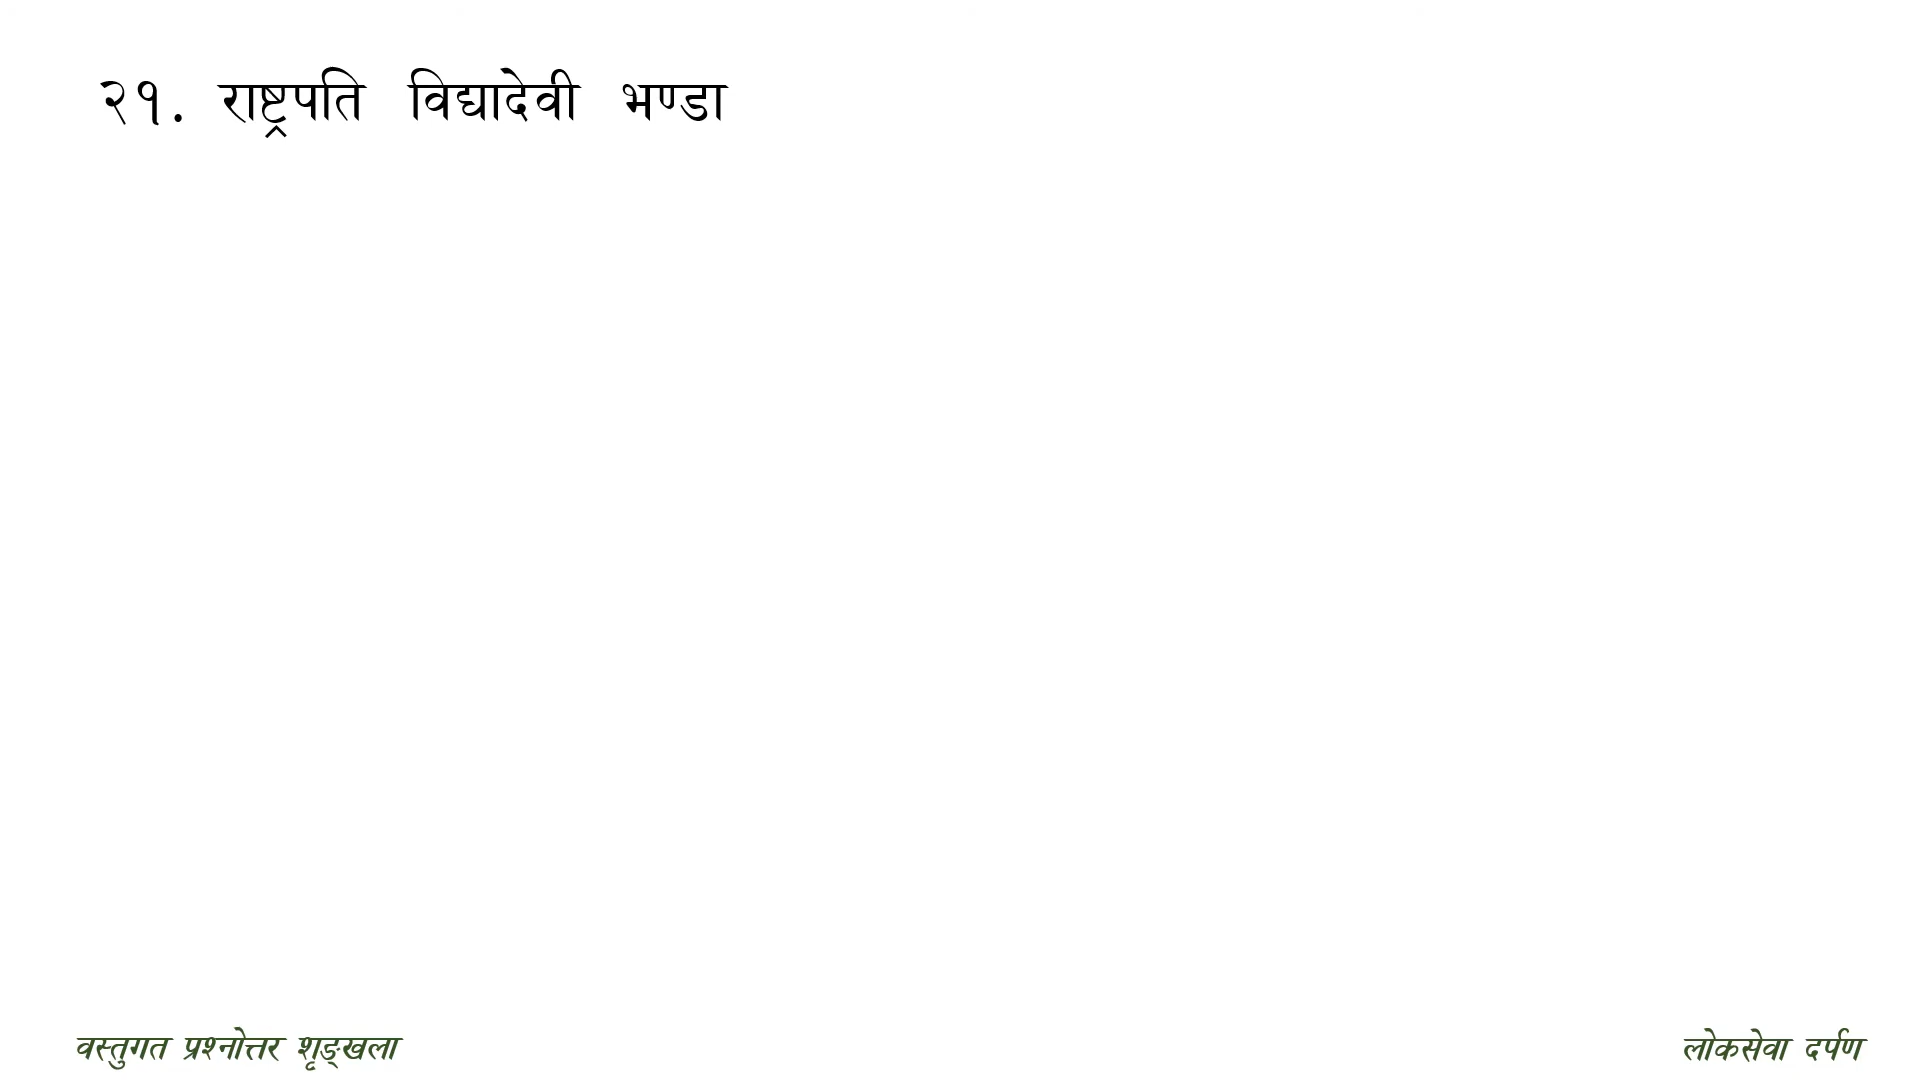 २१. राष्ट्रपति विद्यादेवी भण्डा
वस्तुगत प्रश्नोत्तर शृङ्खला
लोकसेवा दर्पण